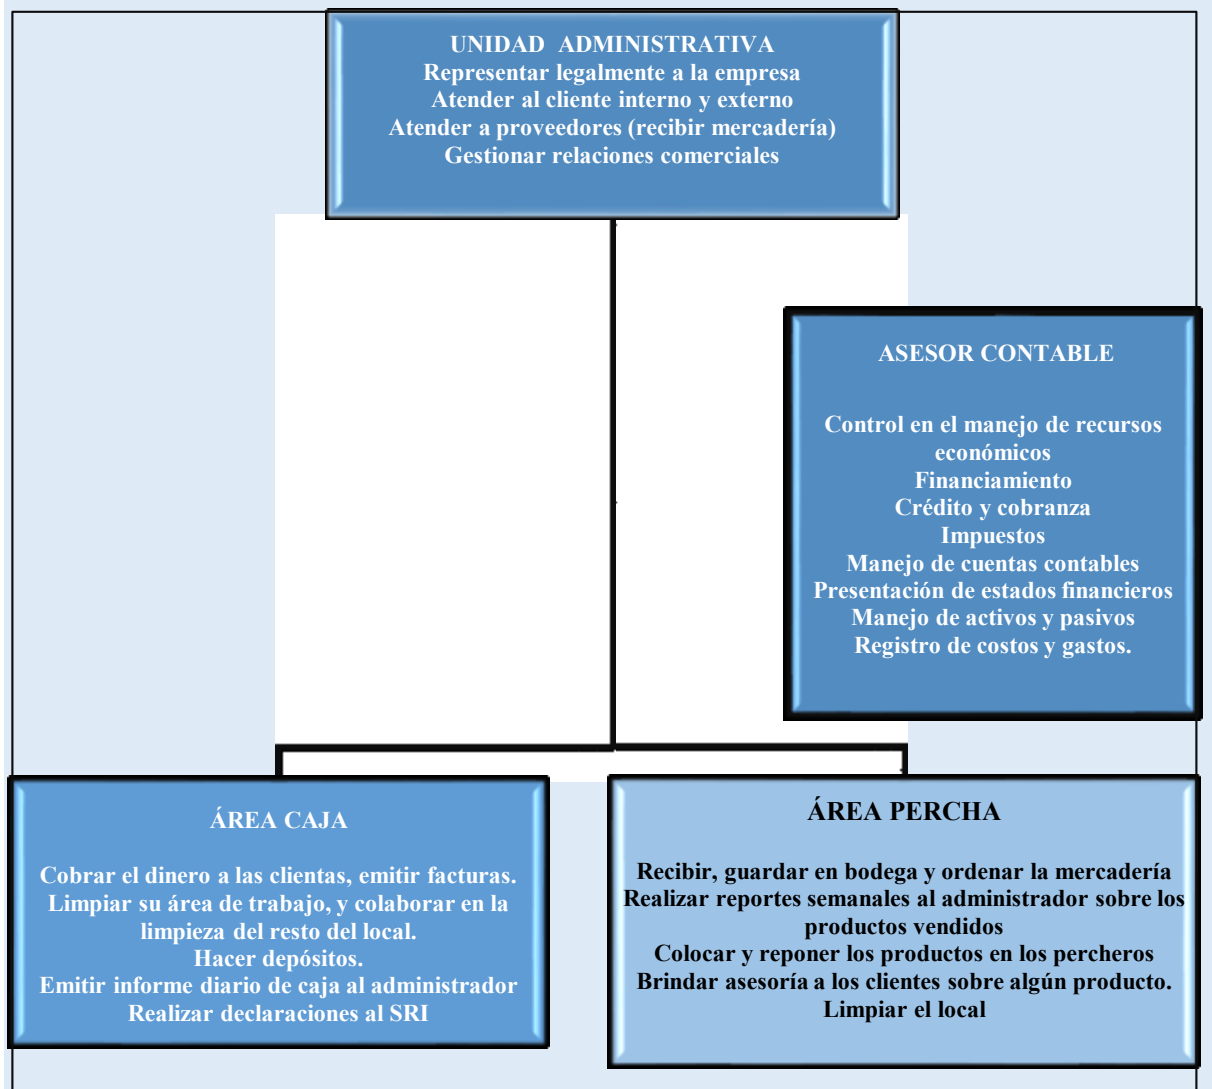 UNIDAD ADMINISTRATIVA
Representar legalmente a la empresa
Atender al cliente interno y externo
Atender a proveedores (recibir mercadería)
Gestionar relaciones comerciales
ASESOR CONTABLE
Control en el manejo de recursos
económicos
Financiamiento
Crédito y cobranza
Impuestos
Manejo de cuentas contables
Presentación de estados financieros
Manejo de activos y pasivos
Registro de costos y gastos.
ÁREA CAJA
Cobrar el dinero a las clientas, emitir facturas.
Limpiar su área de trabajo, y colaborar en la
limpieza del resto del local.
Hacer depósitos.
Emitir informe diario de caja al administrador
Realizar declaraciones al SRI
ÁREA PERCHA
Recibir, guardar en bodega y ordenar la mercadería
Realizar reportes semanales al administrador sobre los
productos vendidos
Colocar y reponer los productos en los percheros
Brindar asesoría a los clientes sobre algún producto.
Limpiar el local